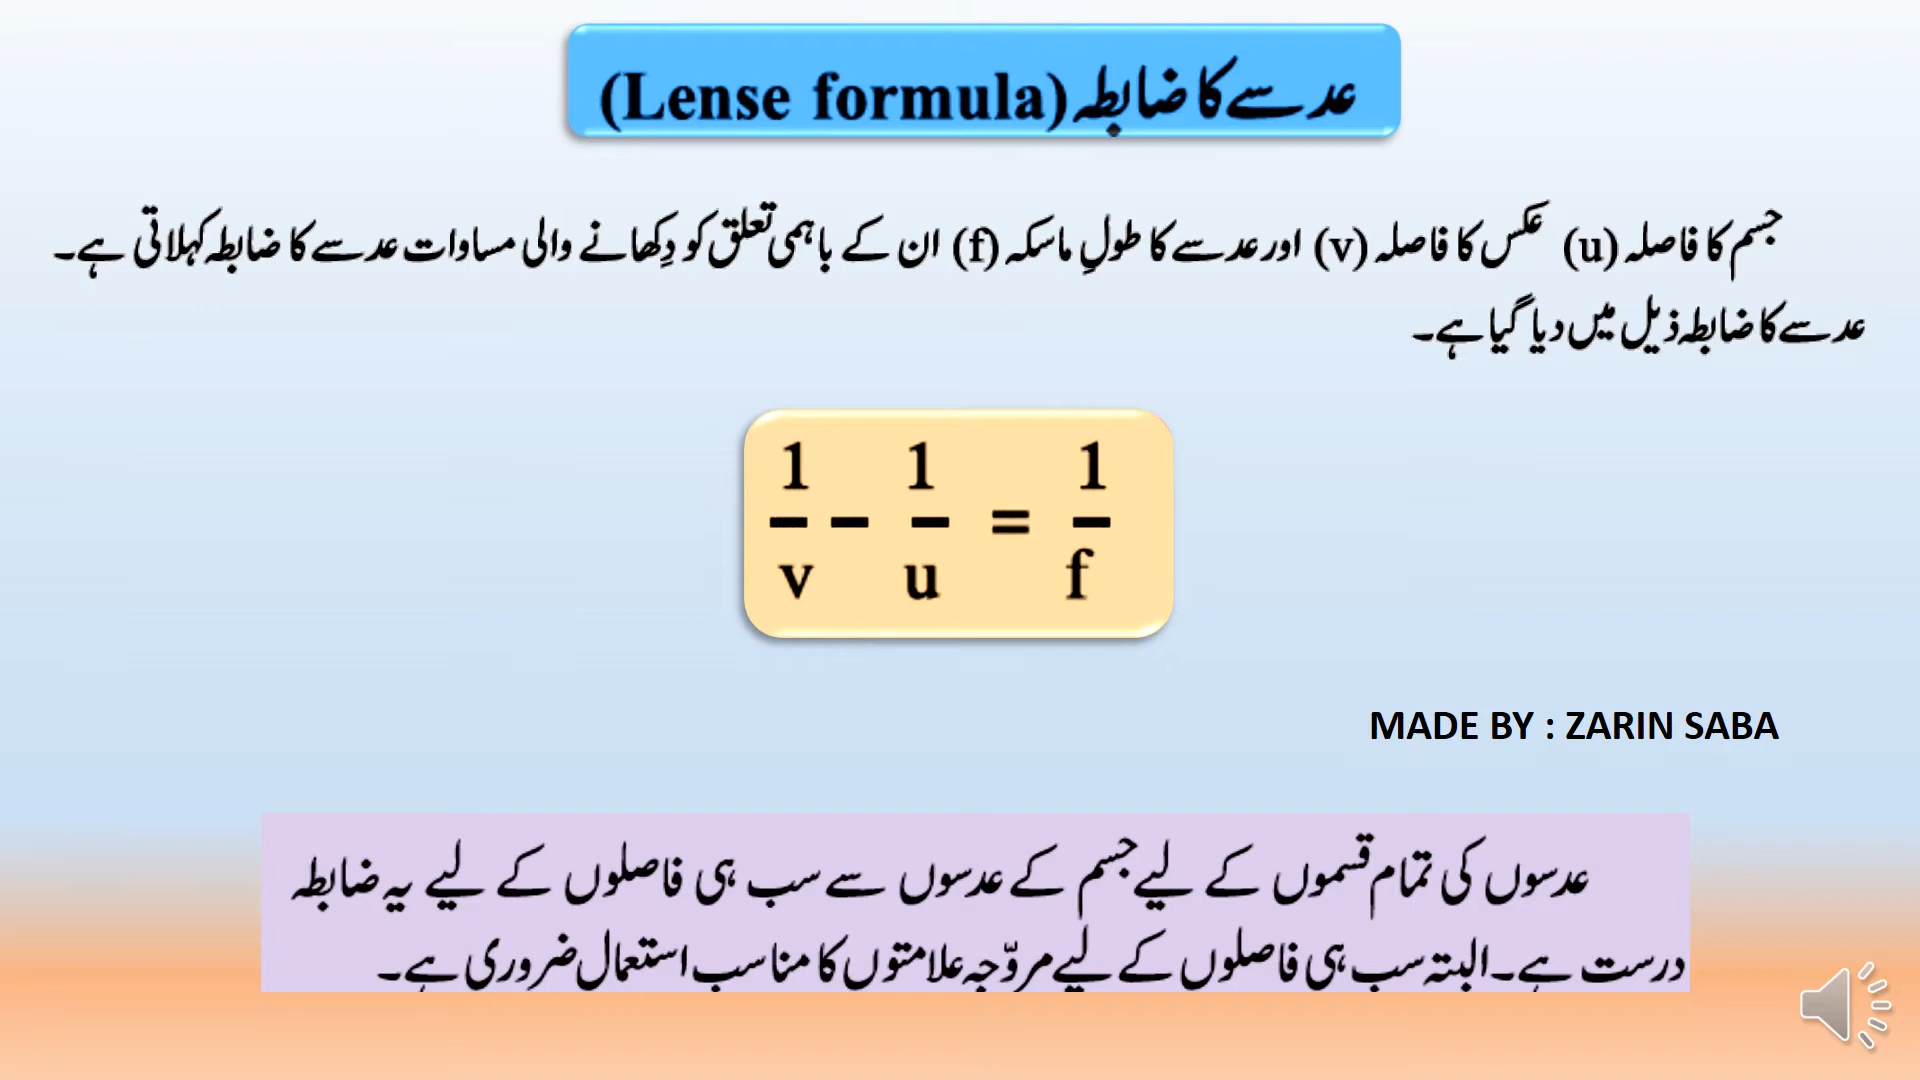 عدسے کا ضابطہ (Lense formula)
جسم کا فاصلہ (u) عکس کا فاصلہ (v) اور عدسے کا طولِ ماسکہ (f) ان کے باہمی تعلق کو دِکھانے والی مساوات عدسے کا ضابطہ کہلاتی ہے۔
عدسے کا ضابطہ ذیل میں دیا گیا ہے۔
1/v − 1/u = 1/f
MADE BY : ZARIN SABA
عدسوں کی تمام قسموں کے لیے جسم کے عدسوں سے سب ہی فاصلوں کے لیے یہ ضابطہ
درست ہے۔ البتہ سب ہی فاصلوں کے لیے مروّجہ علامتوں کا مناسب استعمال ضروری ہے۔